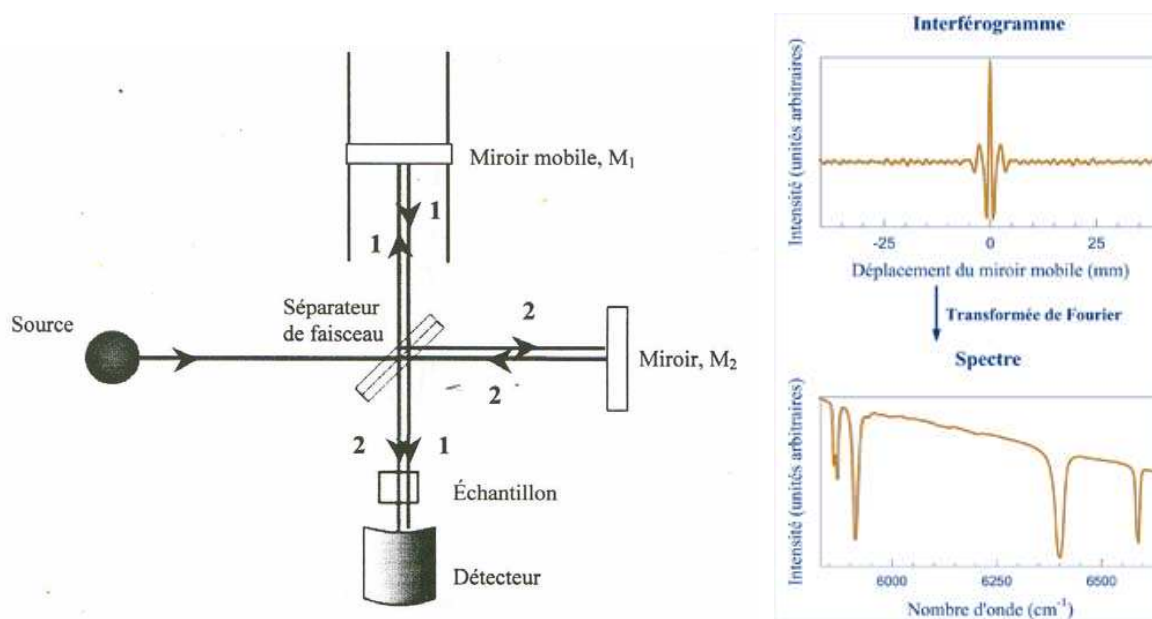 Miroir mobile, M₁
1
1
Séparateur
de faisceau
Source
2
Miroir, M₂
2
2
1
Échantillon
Détecteur
Interférogramme
Intensité (unités arbitraires)
-25
0
25
Déplacement du miroir mobile (mm)
Transformée de Fourier
Spectre
Intensité (unités arbitraires)
6000
6250
6500
Nombre d'onde (cm⁻¹)